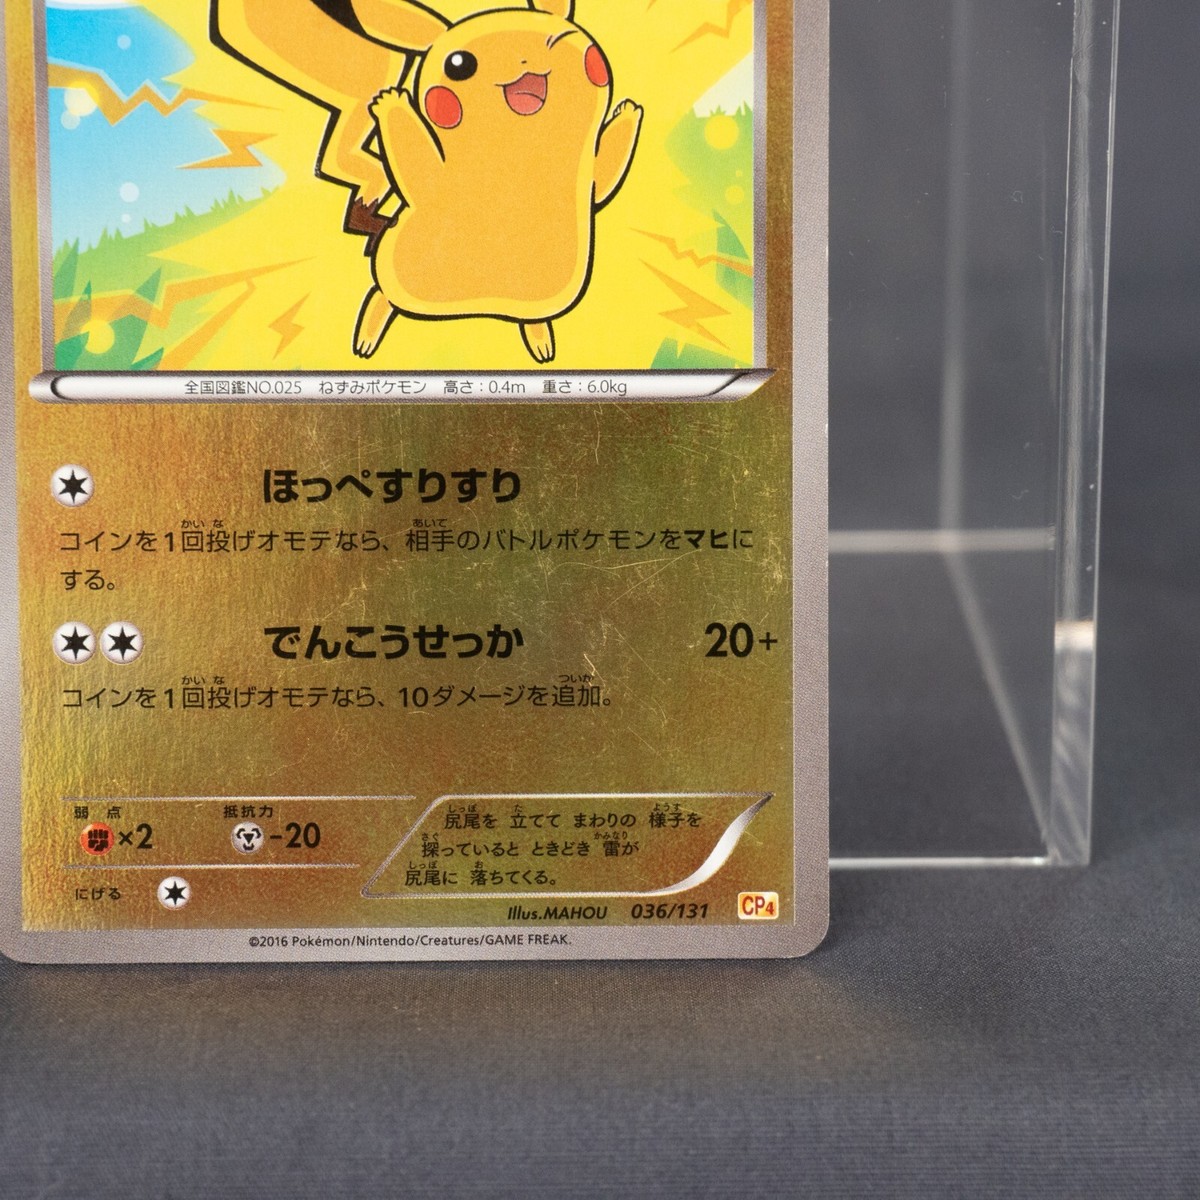 全国図鑑NO.025 ねずみポケモン 高さ：0.4m 重さ：6.0kg
ほっぺすりすり
コインを1回投げオモテなら、相手のバトルポケモンをマヒに
する。
でんこうせっか 20+
コインを1回投げオモテなら、10ダメージを追加。
弱点 抵抗力
×2 -20
にげる
尻尾を 立てて まわりの 様子を
探っていると ときどき 雷が
尻尾に 落ちてくる。
Illus.MAHOU 036/131 CP4
©2016 Pokémon/Nintendo/Creatures/GAME FREAK.